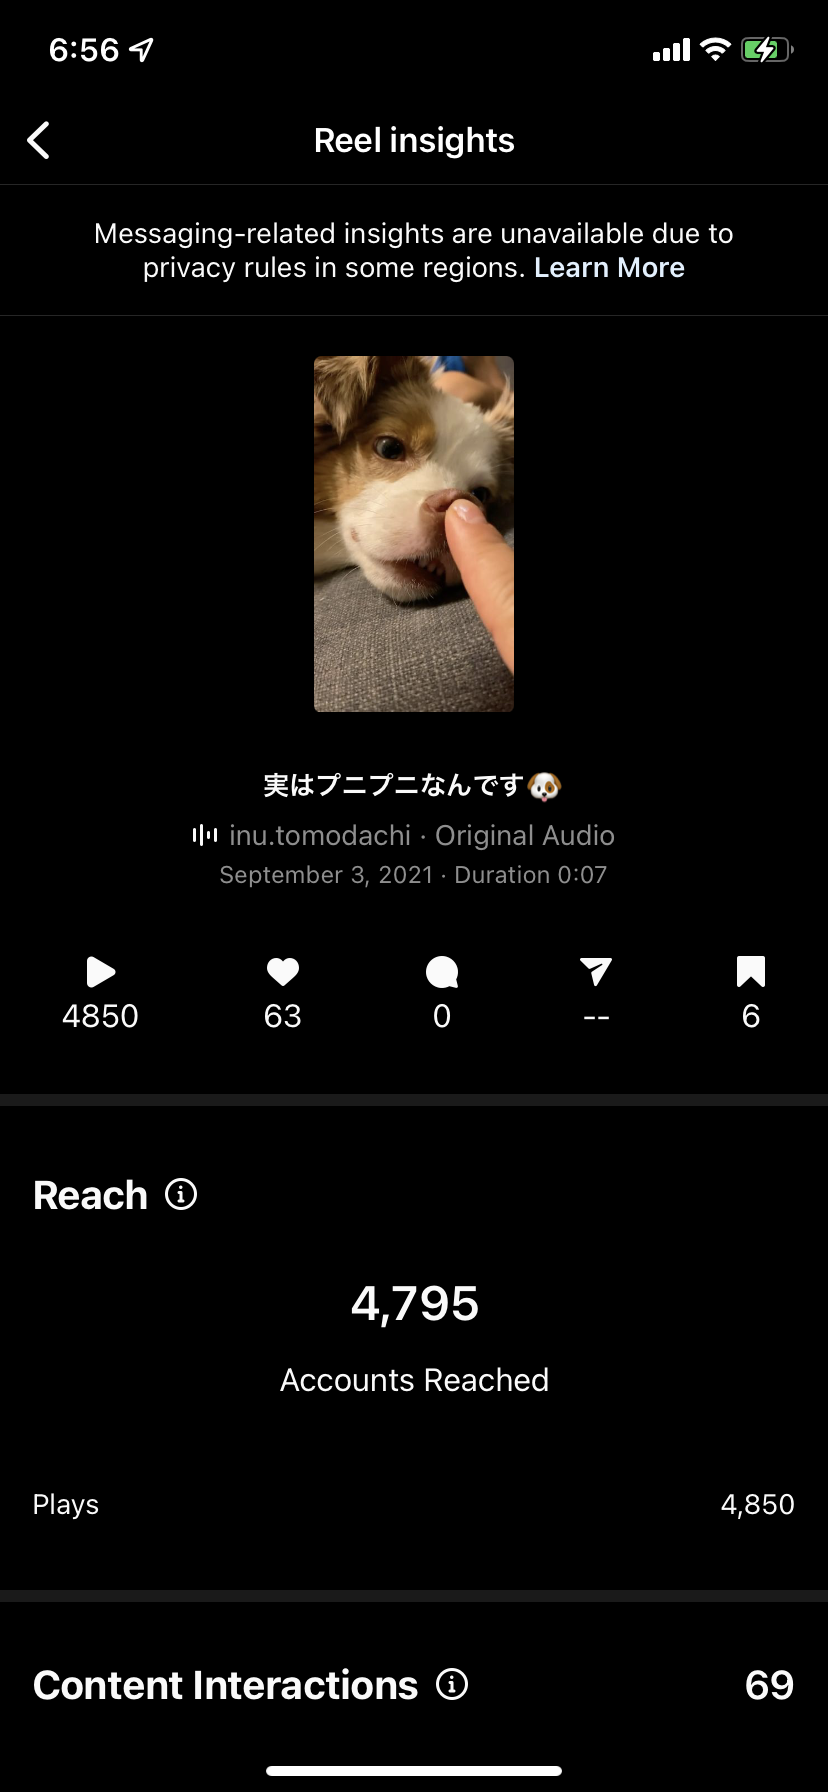 6:56
Reel insights
Messaging-related insights are unavailable due to
privacy rules in some regions. Learn More
実はプニプニなんです🐶
inu.tomodachi · Original Audio
September 3, 2021 · Duration 0:07
4850 63 0 -- 6
Reach
4,795
Accounts Reached
Plays 4,850
Content Interactions 69